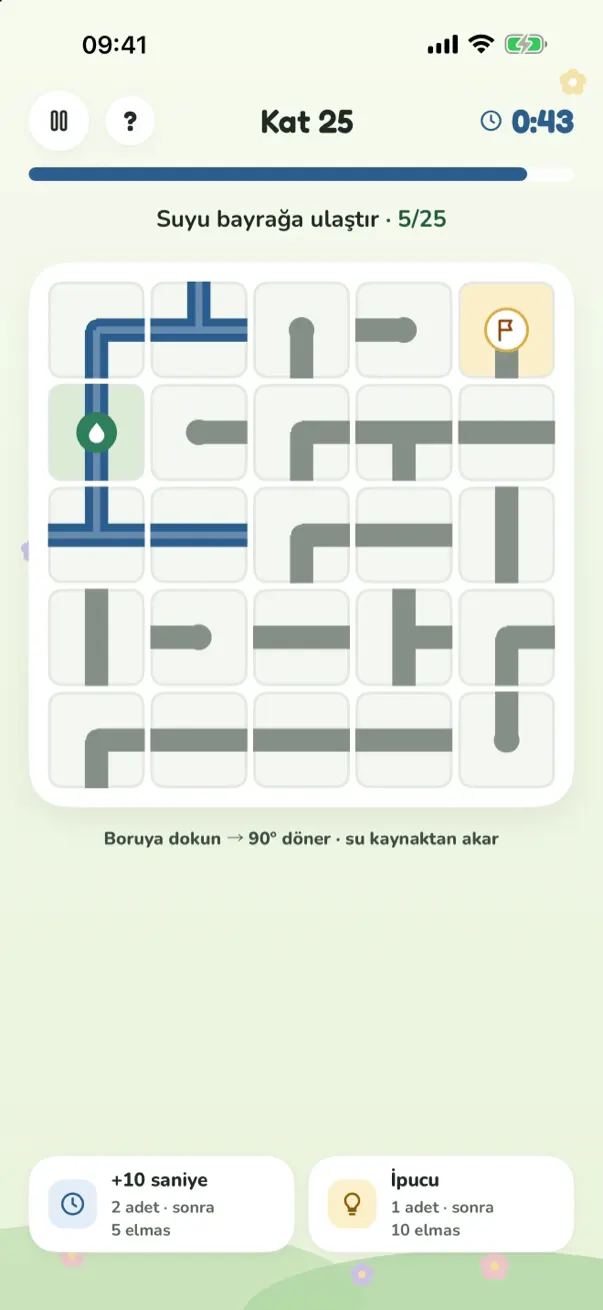 09:41
?
Kat 25
0:43
Suyu bayrağa ulaştır · 5/25
Boruya dokun → 90° döner · su kaynaktan akar
+10 saniye
2 adet · sonra
5 elmas
İpucu
1 adet · sonra
10 elmas